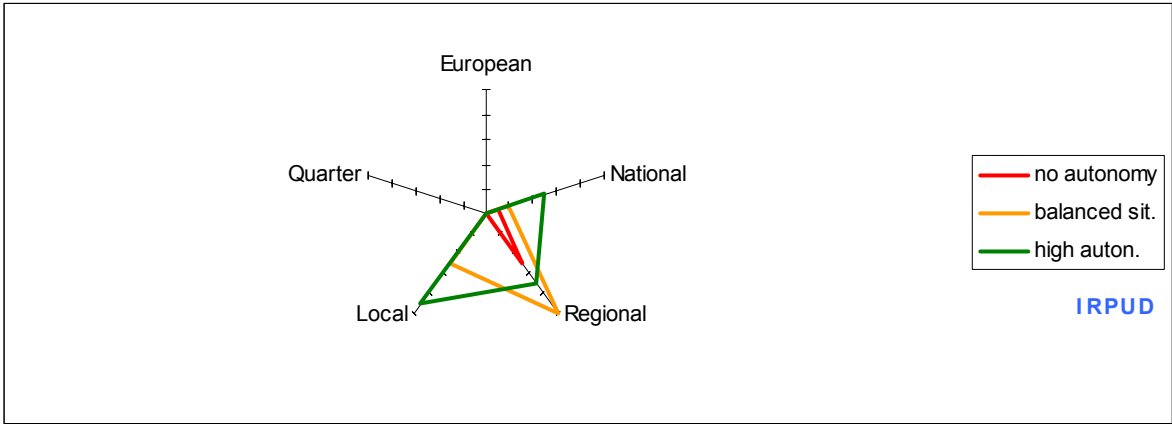 European
Quarter
National
Local
Regional
no autonomy
balanced sit.
high auton.
IRPUD